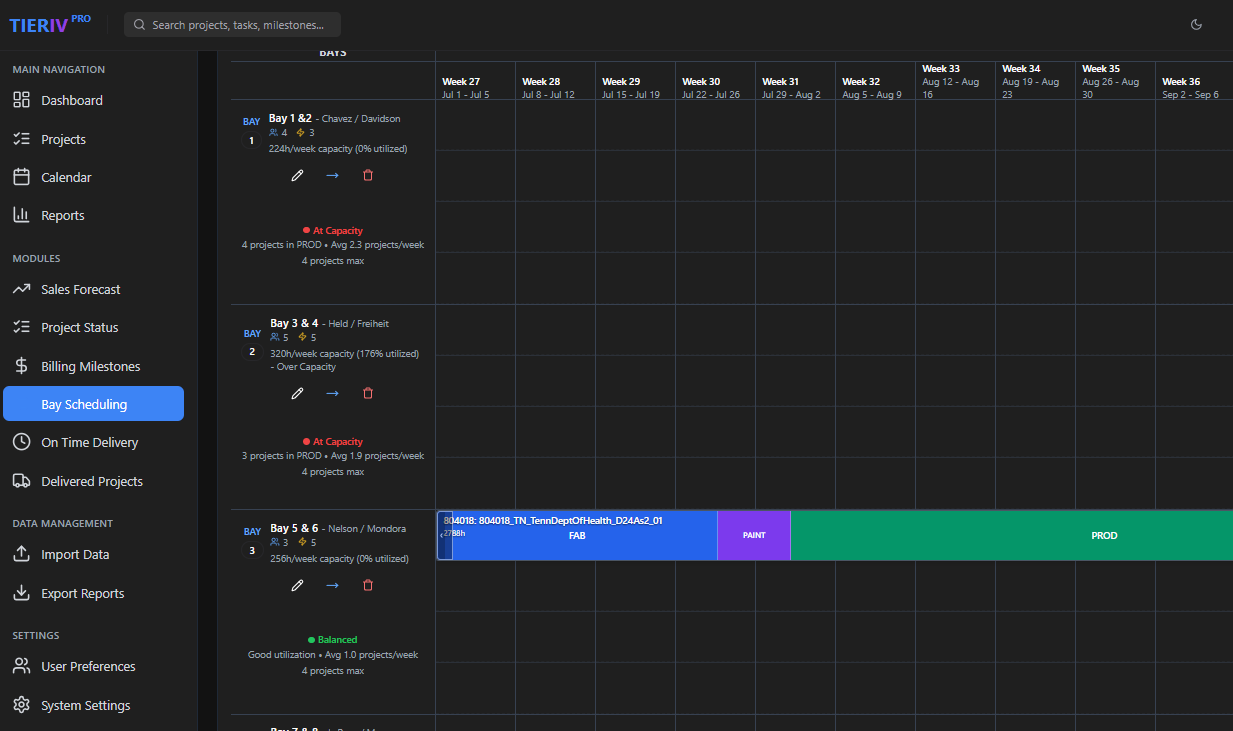 TIERIV PRO
Search projects, tasks, milestones...
MAIN NAVIGATION
Dashboard
Projects
Calendar
Reports
MODULES
Sales Forecast
Project Status
Billing Milestones
Bay Scheduling
On Time Delivery
Delivered Projects
DATA MANAGEMENT
Import Data
Export Reports
SETTINGS
User Preferences
System Settings
BAYS
Week 27
Jul 1 - Jul 5
Week 28
Jul 8 - Jul 12
Week 29
Jul 15 - Jul 19
Week 30
Jul 22 - Jul 26
Week 31
Jul 29 - Aug 2
Week 32
Aug 5 - Aug 9
Week 33
Aug 12 - Aug
16
Week 34
Aug 19 - Aug
23
Week 35
Aug 26 - Aug
30
Week 36
Sep 2 - Sep 6
BAY
1
Bay 1 &2 - Chavez / Davidson
4 3
224h/week capacity (0% utilized)
At Capacity
4 projects in PROD • Avg 2.3 projects/week
4 projects max
BAY
2
Bay 3 & 4 - Held / Freiheit
5 5
320h/week capacity (176% utilized)
- Over Capacity
At Capacity
3 projects in PROD • Avg 1.9 projects/week
4 projects max
BAY
3
Bay 5 & 6 - Nelson / Mondora
3 5
256h/week capacity (0% utilized)
Balanced
Good utilization • Avg 1.0 projects/week
4 projects max
804018: 804018_TN_TennDeptOfHealth_D24As2_01
FAB
PAINT
PROD